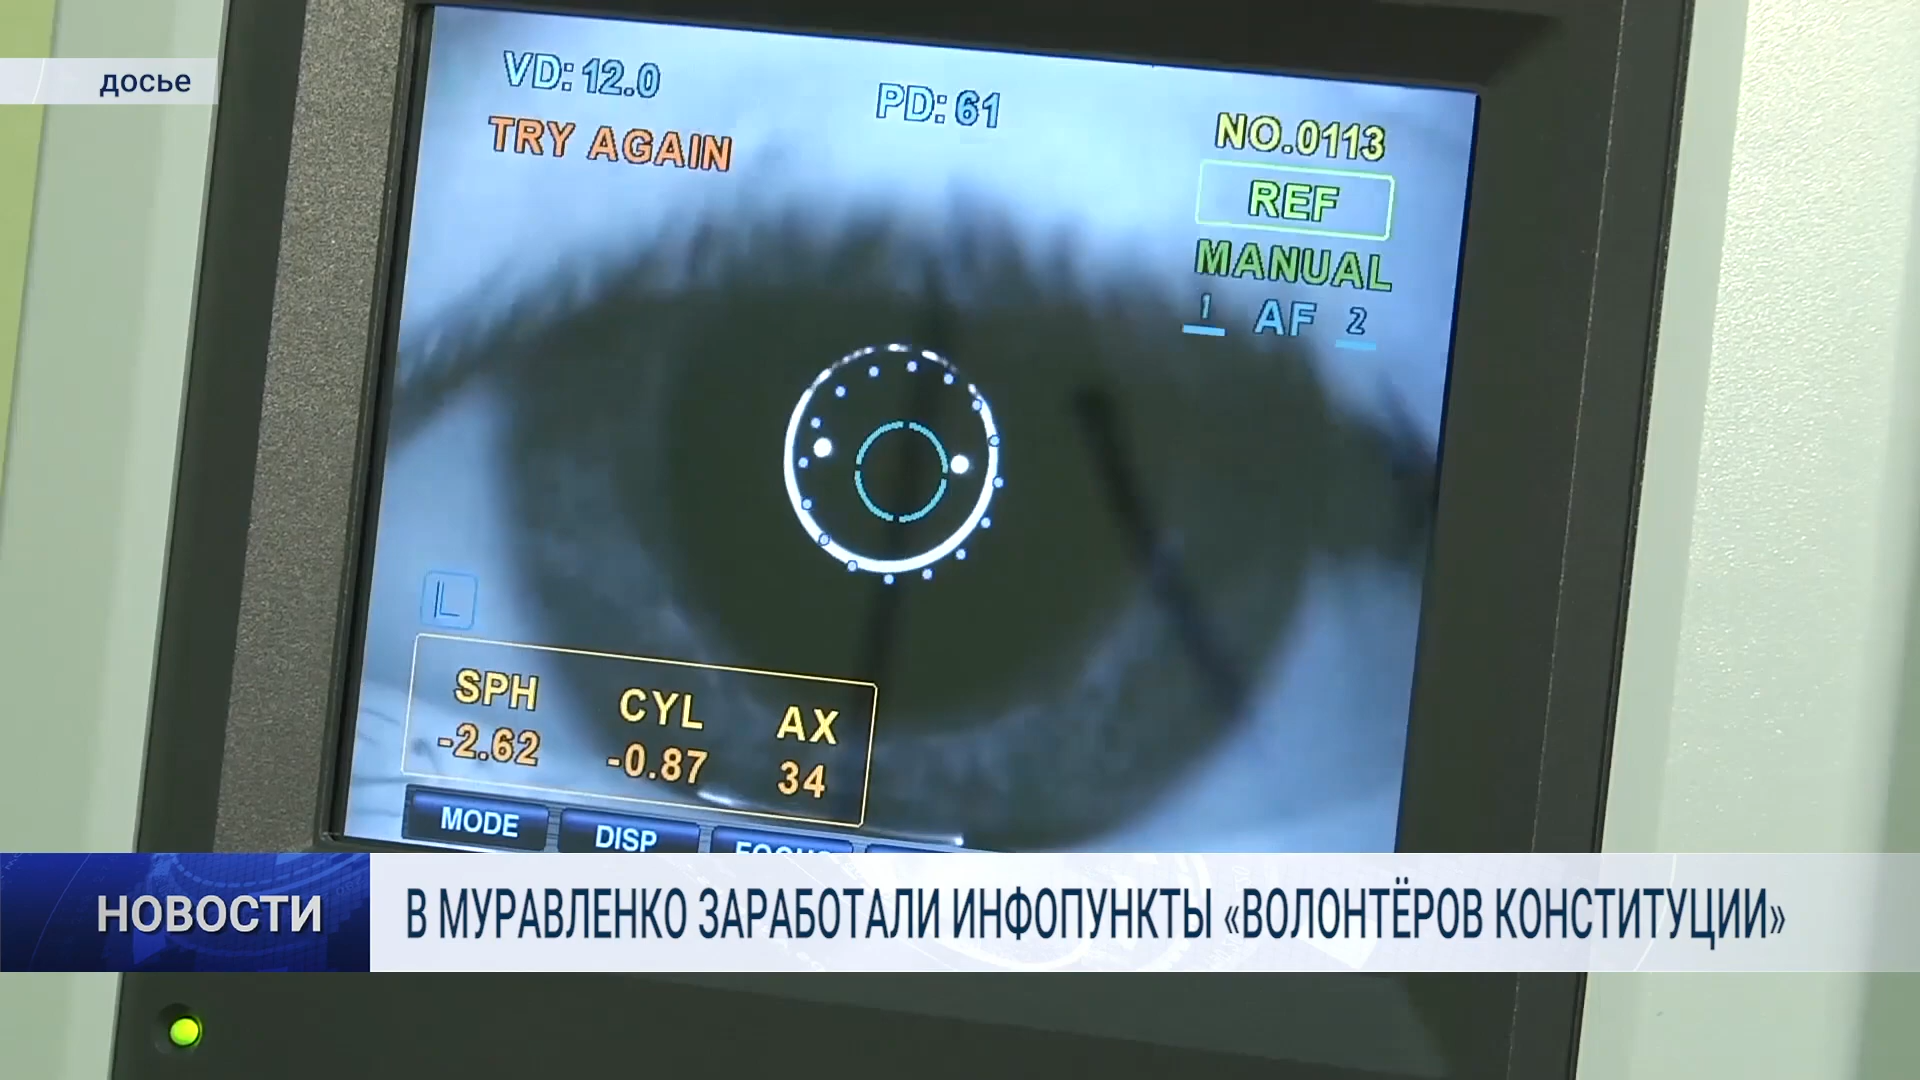 досье
VD: 12.0
PD: 61
NO.0113
TRY AGAIN
REF
MANUAL
1 AF 2
L
SPH CYL AX
-2.62 -0.87 34
MODE DISP FOCUS
НОВОСТИ
В МУРАВЛЕНКО ЗАРАБОТАЛИ ИНФОПУНКТЫ «ВОЛОНТЁРОВ КОНСТИТУЦИИ»